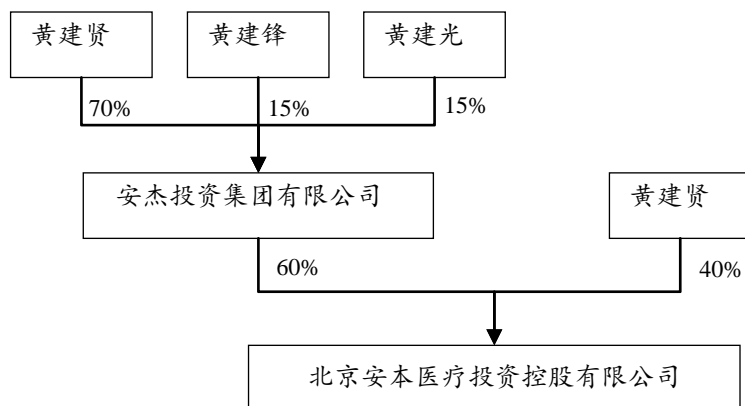 黄建贤 黄建锋 黄建光
70% 15% 15%
安杰投资集团有限公司 黄建贤
60% 40%
北京安本医疗投资控股有限公司